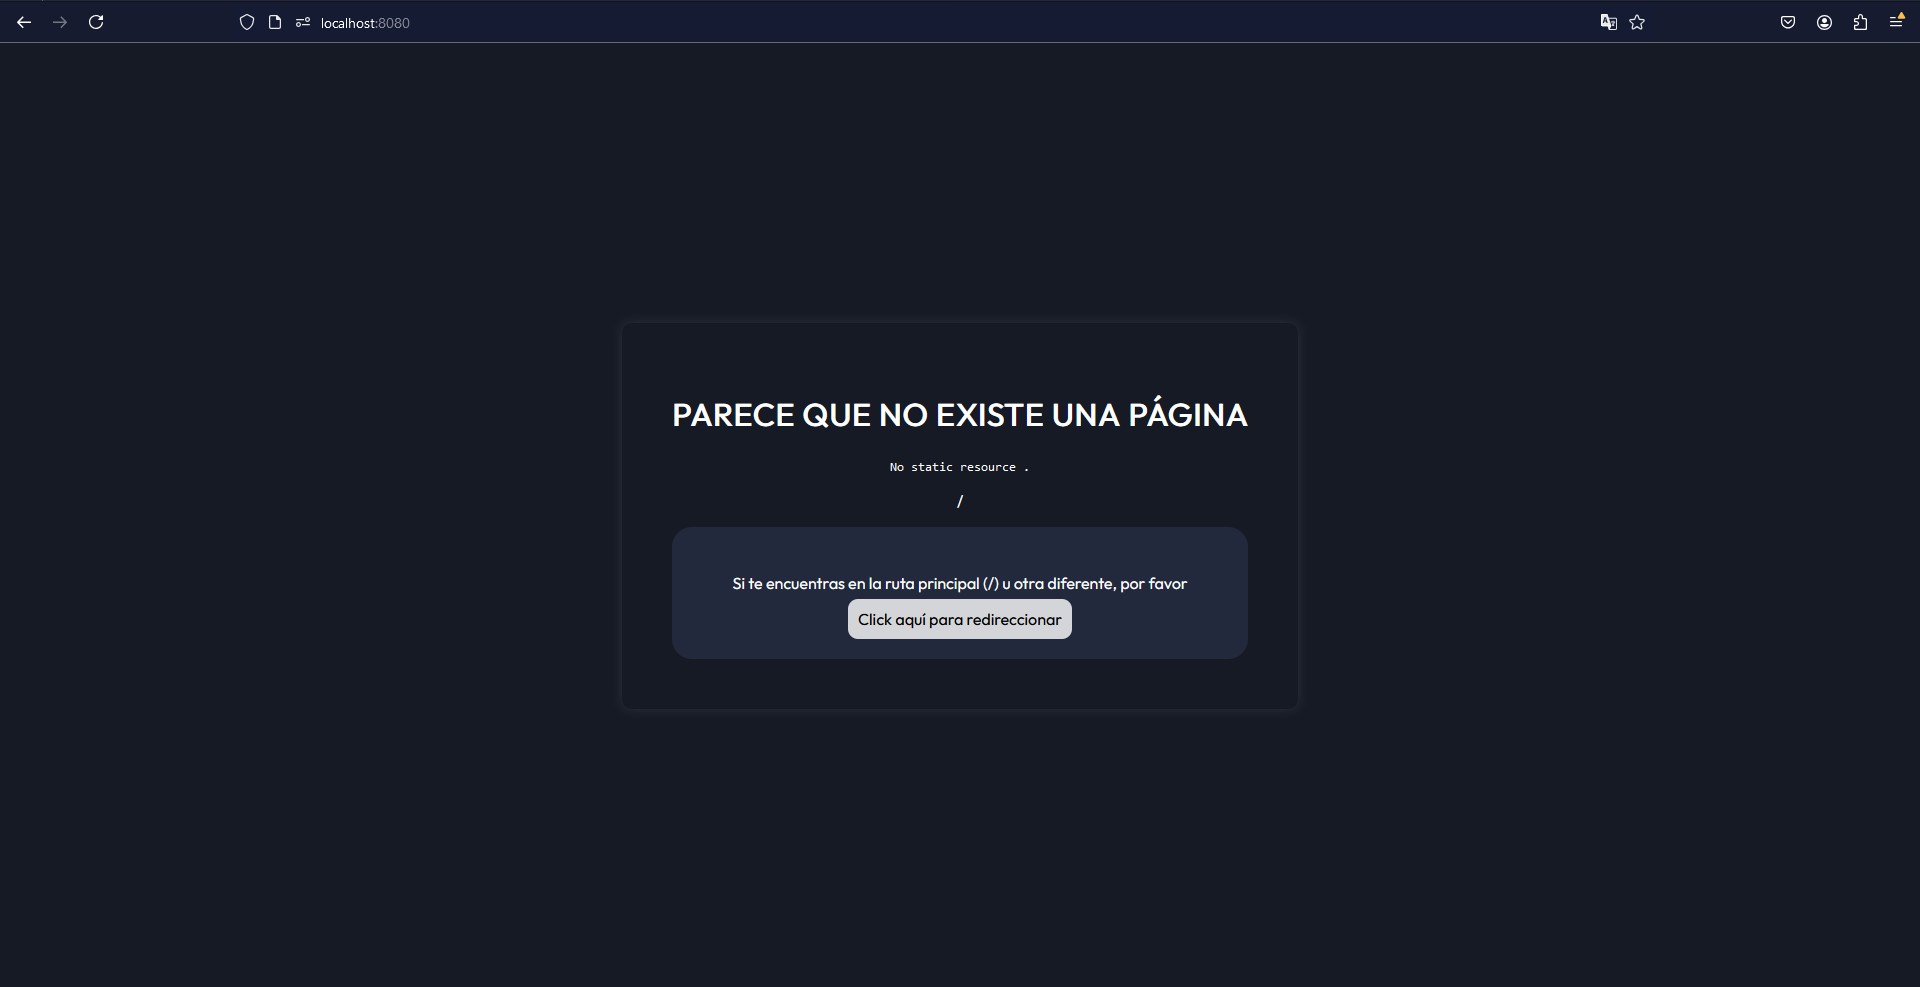 localhost:8080
PARECE QUE NO EXISTE UNA PÁGINA
No static resource .
/
Si te encuentras en la ruta principal (/) u otra diferente, por favor
Click aquí para redireccionar